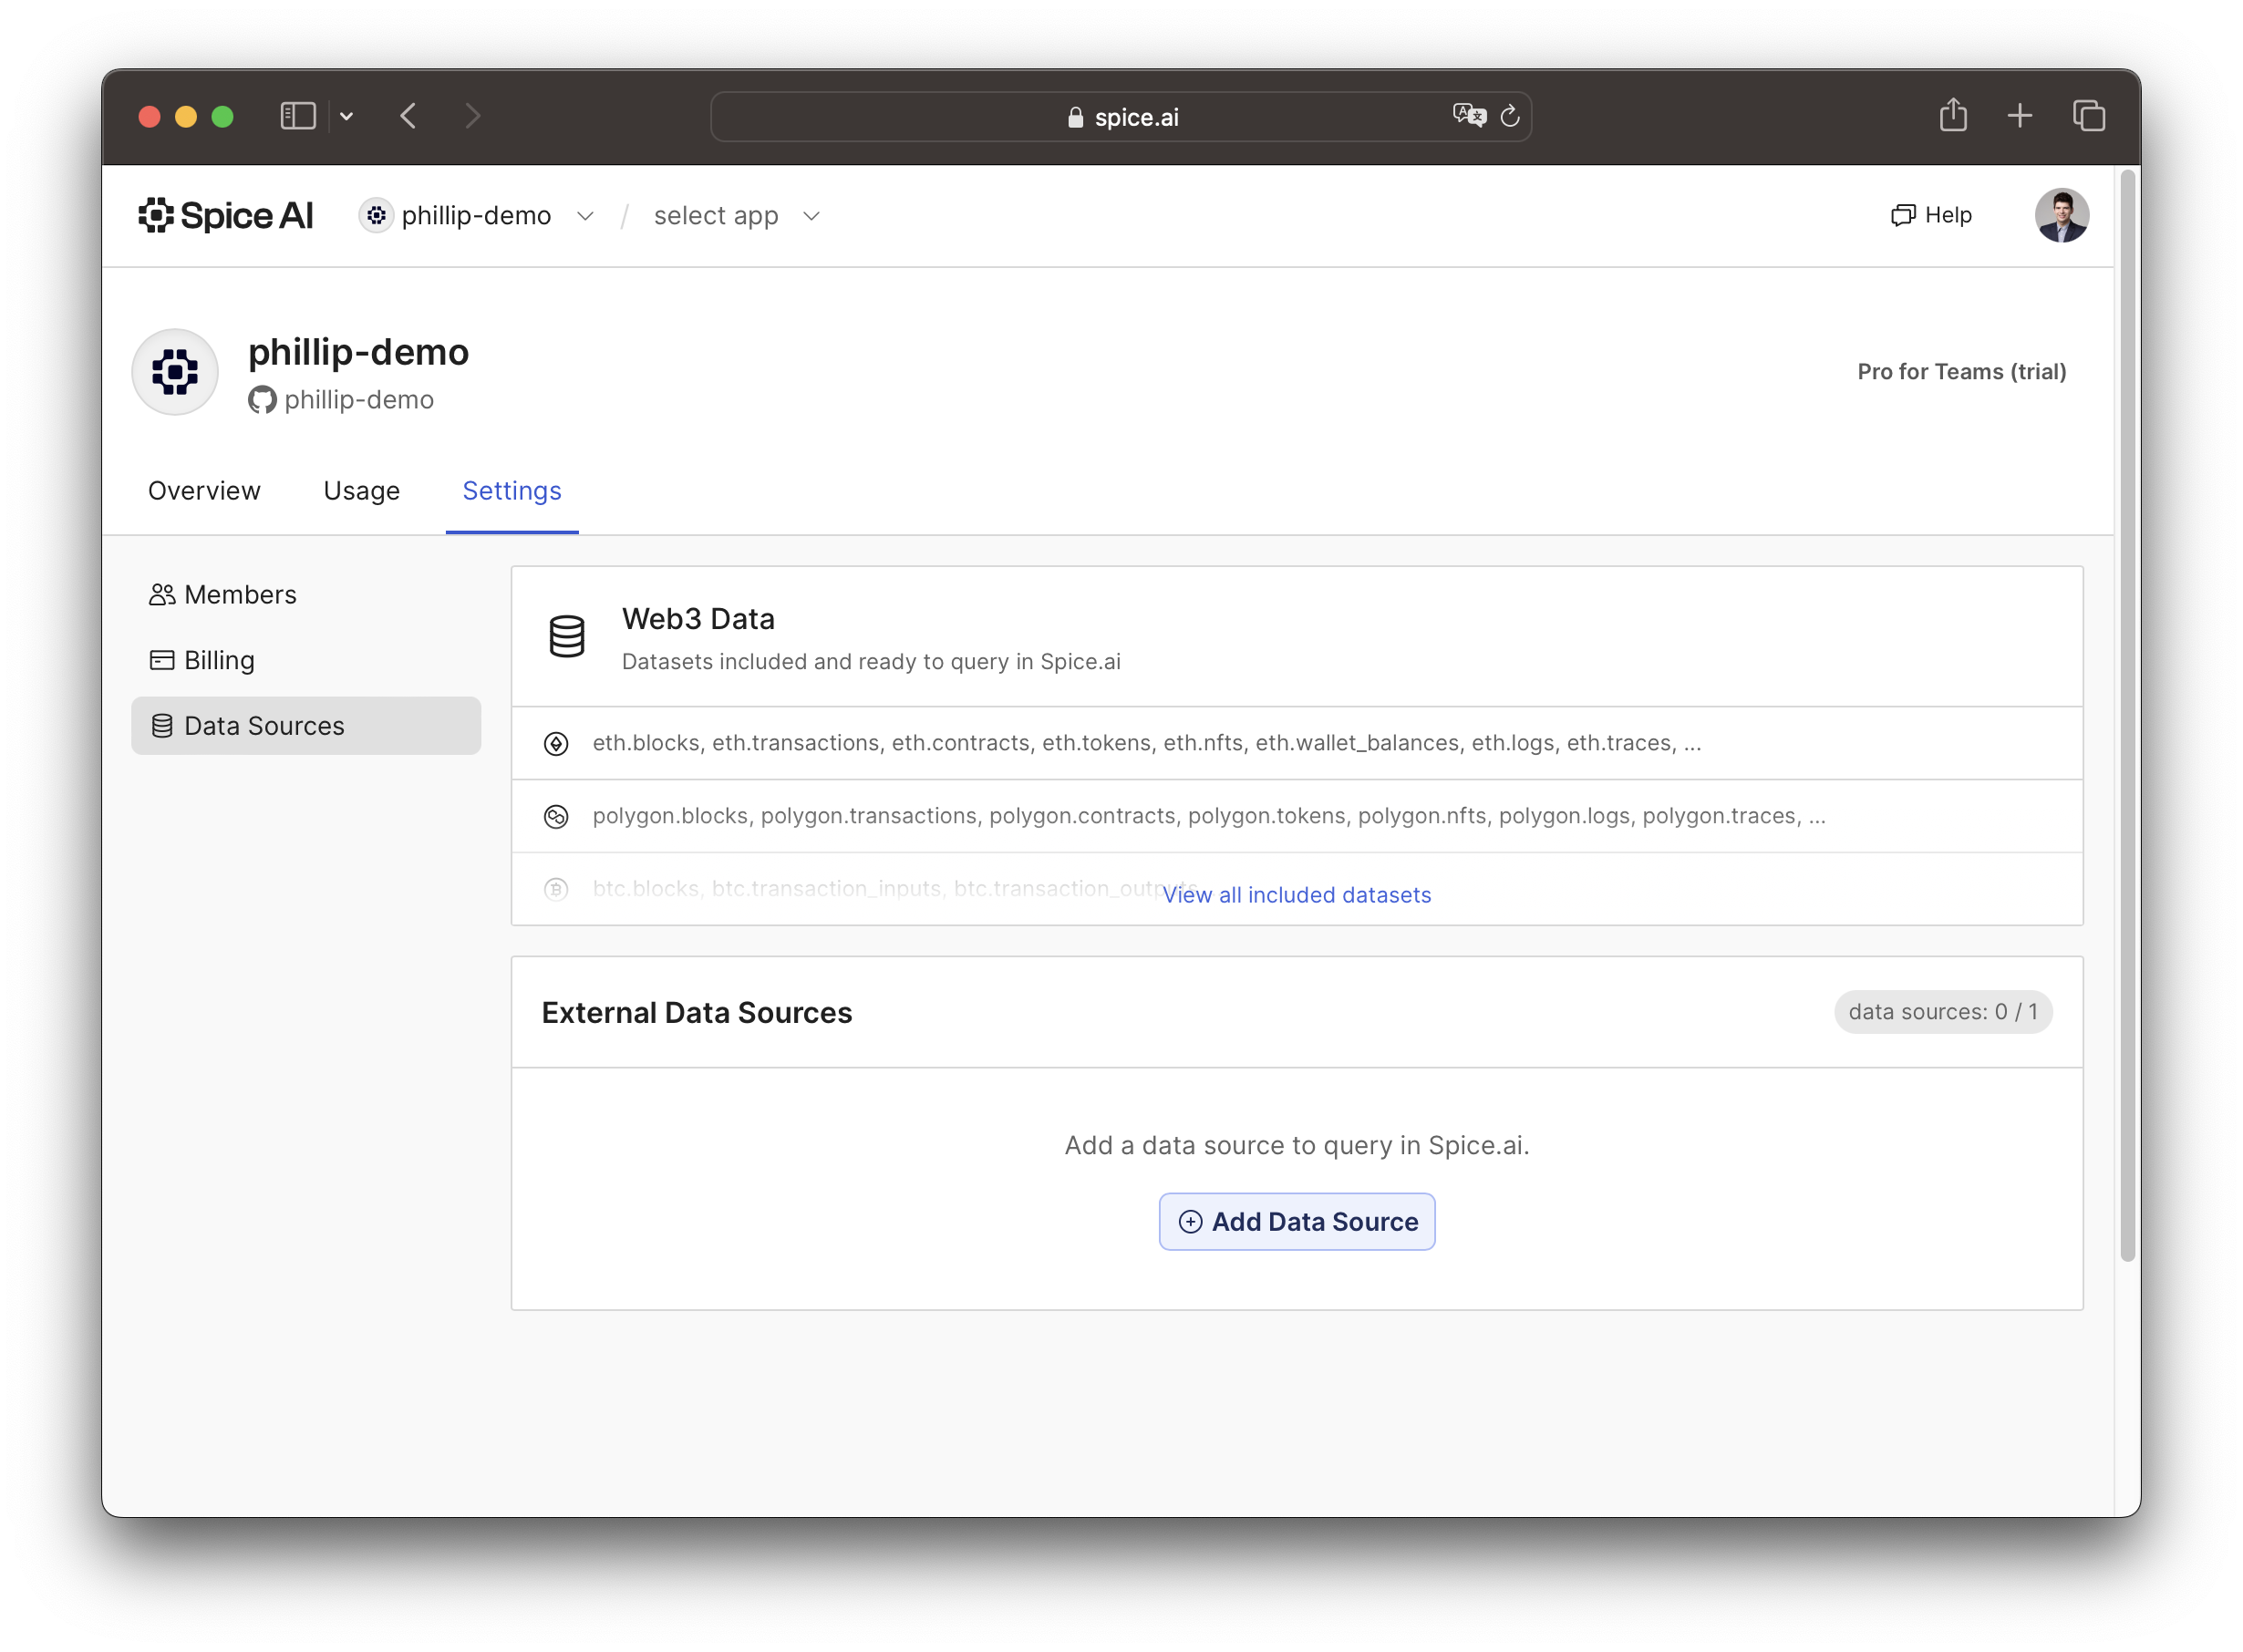 spice.ai
Spice AI
phillip-demo / select app
Help
phillip-demo
phillip-demo
Pro for Teams (trial)
Overview
Usage
Settings
Members
Billing
Data Sources
Web3 Data
Datasets included and ready to query in Spice.ai
eth.blocks, eth.transactions, eth.contracts, eth.tokens, eth.nfts, eth.wallet_balances, eth.logs, eth.traces, ...
polygon.blocks, polygon.transactions, polygon.contracts, polygon.tokens, polygon.nfts, polygon.logs, polygon.traces, ...
btc.blocks, btc.transaction_inputs, btc.transaction_outputs
View all included datasets
External Data Sources
data sources: 0 / 1
Add a data source to query in Spice.ai.
Add Data Source